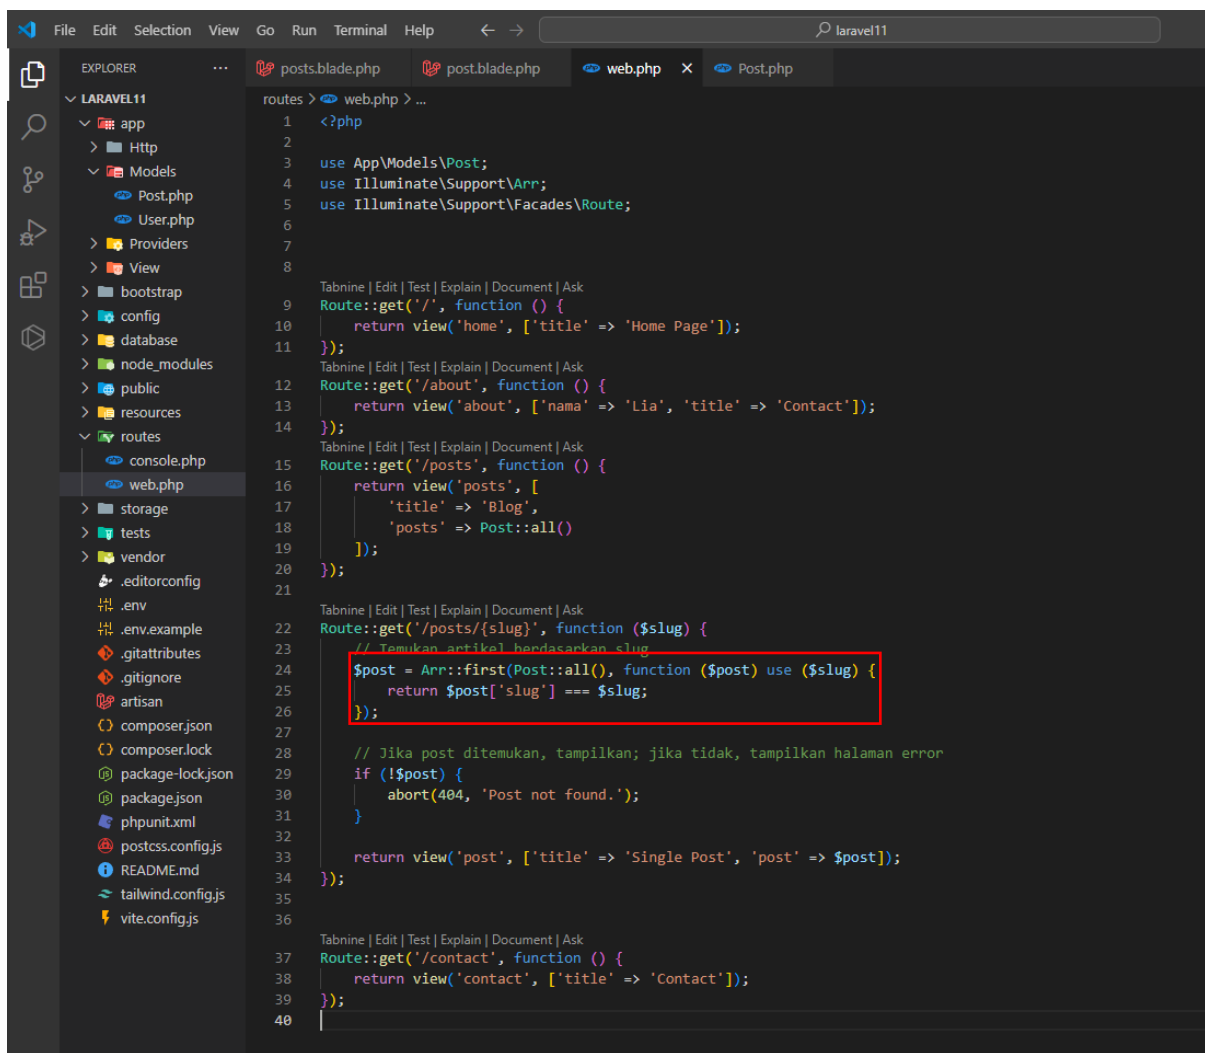 File Edit Selection View Go Run Terminal Help
laravel11
EXPLORER ...
posts.blade.php
post.blade.php
web.php
Post.php
LARAVEL11
app
Http
Models
Post.php
User.php
Providers
View
bootstrap
config
database
node_modules
public
resources
routes
console.php
web.php
storage
tests
vendor
.editorconfig
.env
.env.example
.gitattributes
.gitignore
artisan
composer.json
composer.lock
package-lock.json
package.json
phpunit.xml
postcss.config.js
README.md
tailwind.config.js
vite.config.js
routes > web.php > ...
1 <?php
2
3 use App\Models\Post;
4 use Illuminate\Support\Arr;
5 use Illuminate\Support\Facades\Route;
6
7
8
Tabnine | Edit | Test | Explain | Document | Ask
9 Route::get('/', function () {
10 return view('home', ['title' => 'Home Page']);
11 });
Tabnine | Edit | Test | Explain | Document | Ask
12 Route::get('/about', function () {
13 return view('about', ['nama' => 'Lia', 'title' => 'Contact']);
14 });
Tabnine | Edit | Test | Explain | Document | Ask
15 Route::get('/posts', function () {
16 return view('posts', [
17 'title' => 'Blog',
18 'posts' => Post::all()
19 ]);
20 });
21
Tabnine | Edit | Test | Explain | Document | Ask
22 Route::get('/posts/{slug}', function ($slug) {
23 // Temukan artikel berdasarkan slug
24 $post = Arr::first(Post::all(), function ($post) use ($slug) {
25 return $post['slug'] === $slug;
26 });
27
28 // Jika post ditemukan, tampilkan; jika tidak, tampilkan halaman error
29 if (!$post) {
30 abort(404, 'Post not found.');
31 }
32
33 return view('post', ['title' => 'Single Post', 'post' => $post]);
34 });
35
36
Tabnine | Edit | Test | Explain | Document | Ask
37 Route::get('/contact', function () {
38 return view('contact', ['title' => 'Contact']);
39 });
40